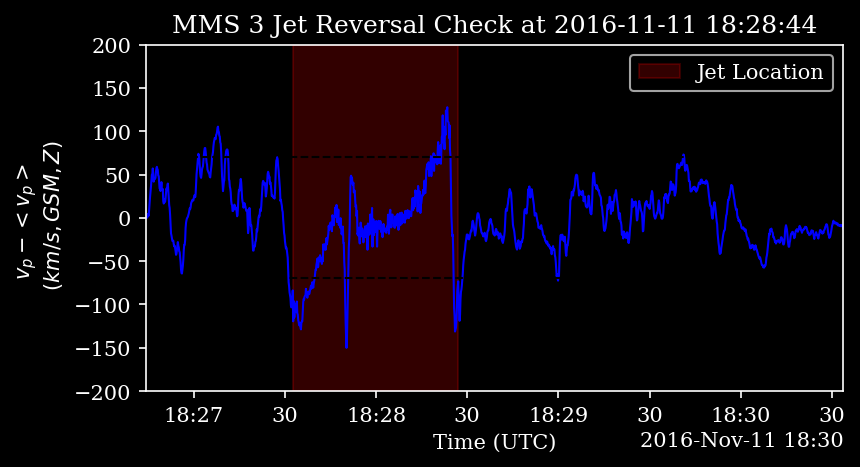 MMS 3 Jet Reversal Check at 2016-11-11 18:28:44
200
150
100
50
0
−50
−100
−150
−200
v_p − < v_p >
(km/s, GSM, Z)
Jet Location
18:27 30 18:28 30 18:29 30 18:30 30
Time (UTC) 2016-Nov-11 18:30